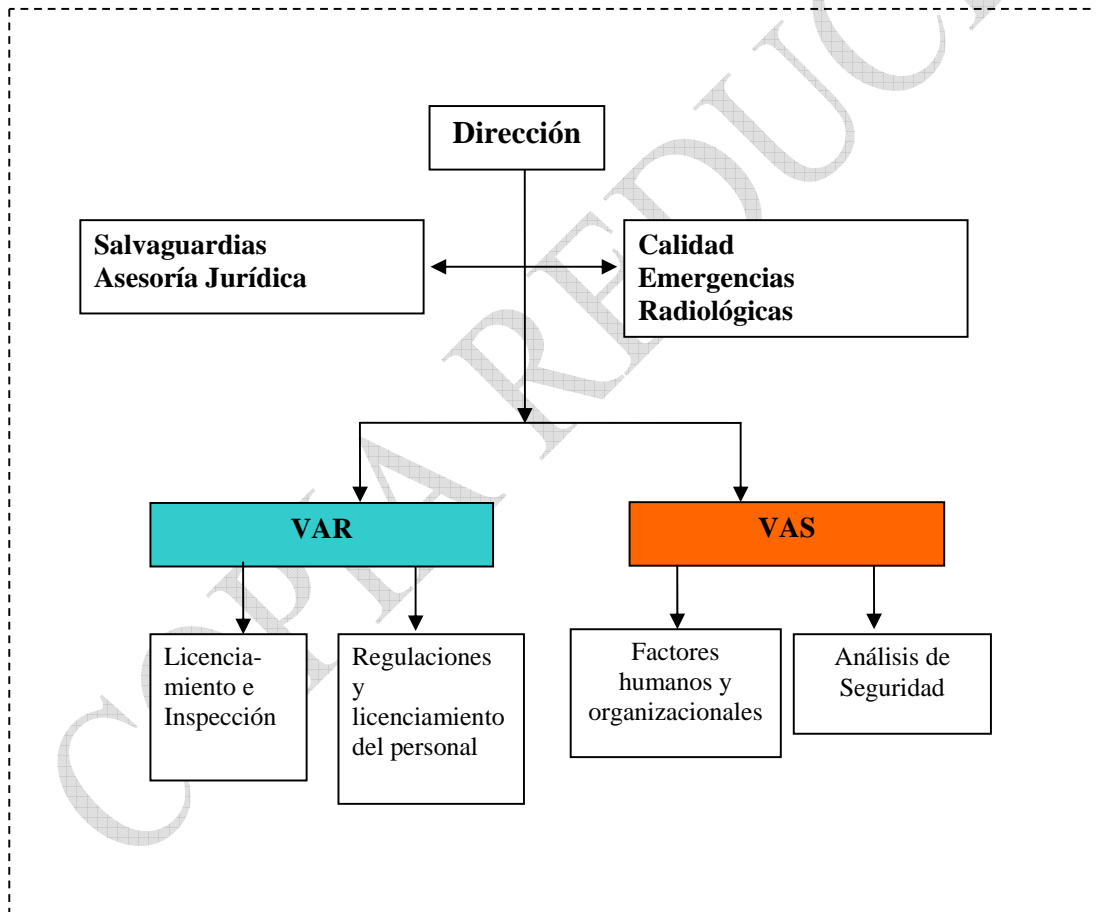 Dirección
Salvaguardias
Asesoría Jurídica
Calidad
Emergencias
Radiológicas
VAR
VAS
Licencia-
miento e
Inspección
Regulaciones
y
licenciamiento
del personal
Factores
humanos y
organizacionales
Análisis de
Seguridad
COPIA REDUC